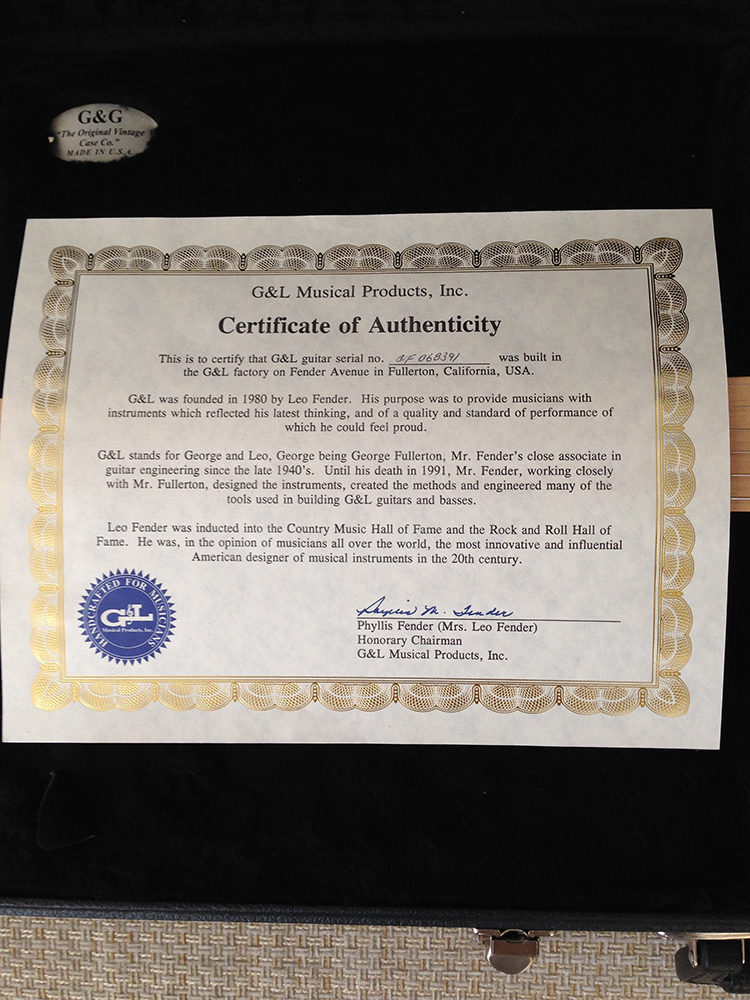 G&G
"The Original Vintage
Case Co."
MADE IN U.S.A.
G&L Musical Products, Inc.
Certificate of Authenticity
This is to certify that G&L guitar serial no. CLF068391 was built in
the G&L factory on Fender Avenue in Fullerton, California, USA.
G&L was founded in 1980 by Leo Fender. His purpose was to provide musicians with
instruments which reflected his latest thinking, and of a quality and standard of performance of
which he could feel proud.
G&L stands for George and Leo, George being George Fullerton, Mr. Fender's close associate in
guitar engineering since the late 1940's. Until his death in 1991, Mr. Fender, working closely
with Mr. Fullerton, designed the instruments, created the methods and engineered many of the
tools used in building G&L guitars and basses.
Leo Fender was inducted into the Country Music Hall of Fame and the Rock and Roll Hall of
Fame. He was, in the opinion of musicians all over the world, the most innovative and influential
American designer of musical instruments in the 20th century.
HANDCRAFTED FOR MUSICIANS
G&L
Musical Products, Inc.
Phyllis M. Fender
Phyllis Fender (Mrs. Leo Fender)
Honorary Chairman
G&L Musical Products, Inc.